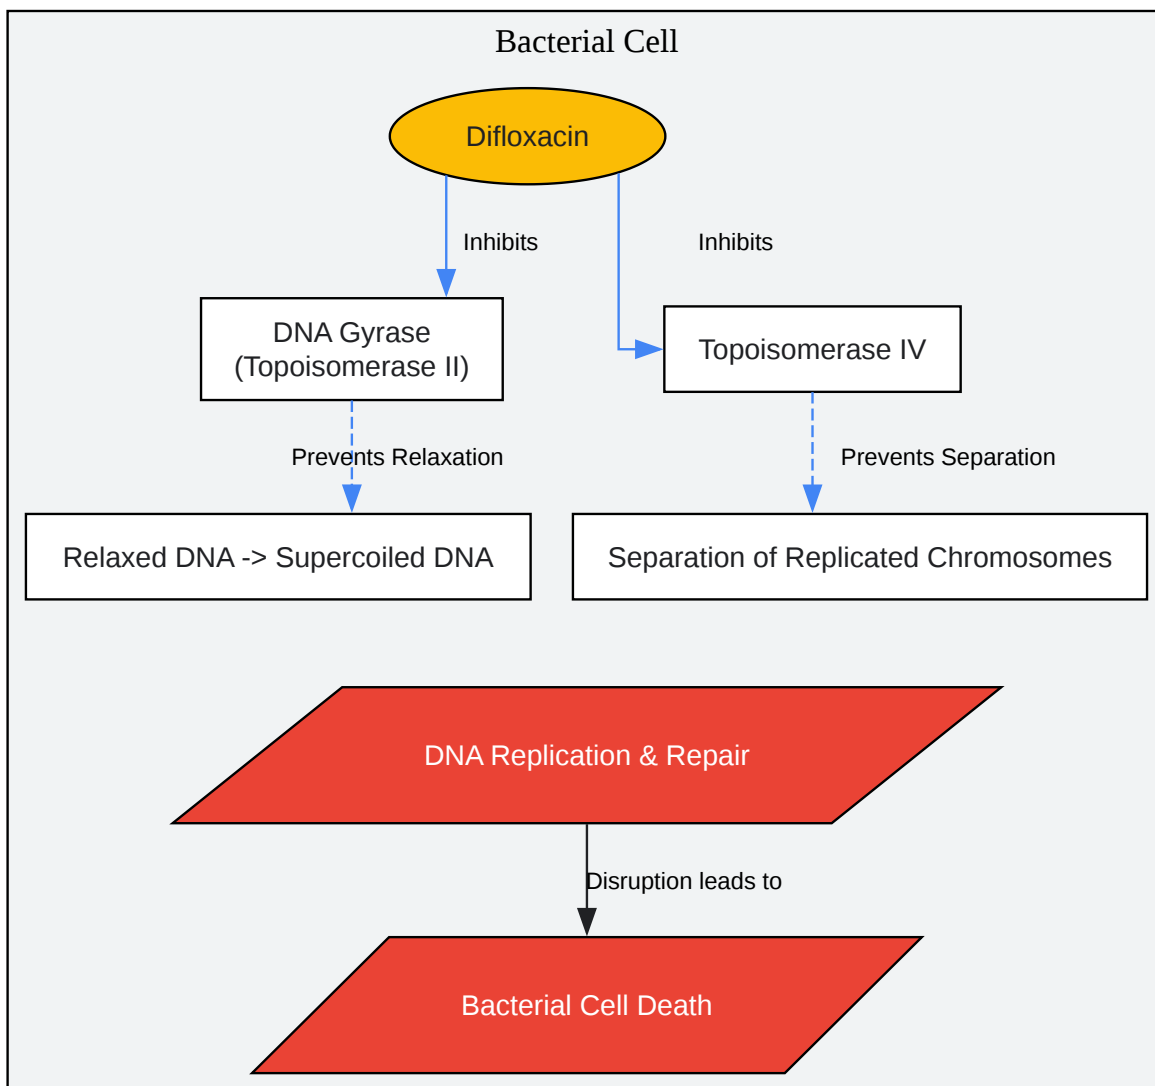 Bacterial Cell
Difloxacin
Inhibits
Inhibits
DNA Gyrase
(Topoisomerase II)
Topoisomerase IV
Prevents Relaxation
Prevents Separation
Relaxed DNA -> Supercoiled DNA
Separation of Replicated Chromosomes
DNA Replication & Repair
Disruption leads to
Bacterial Cell Death